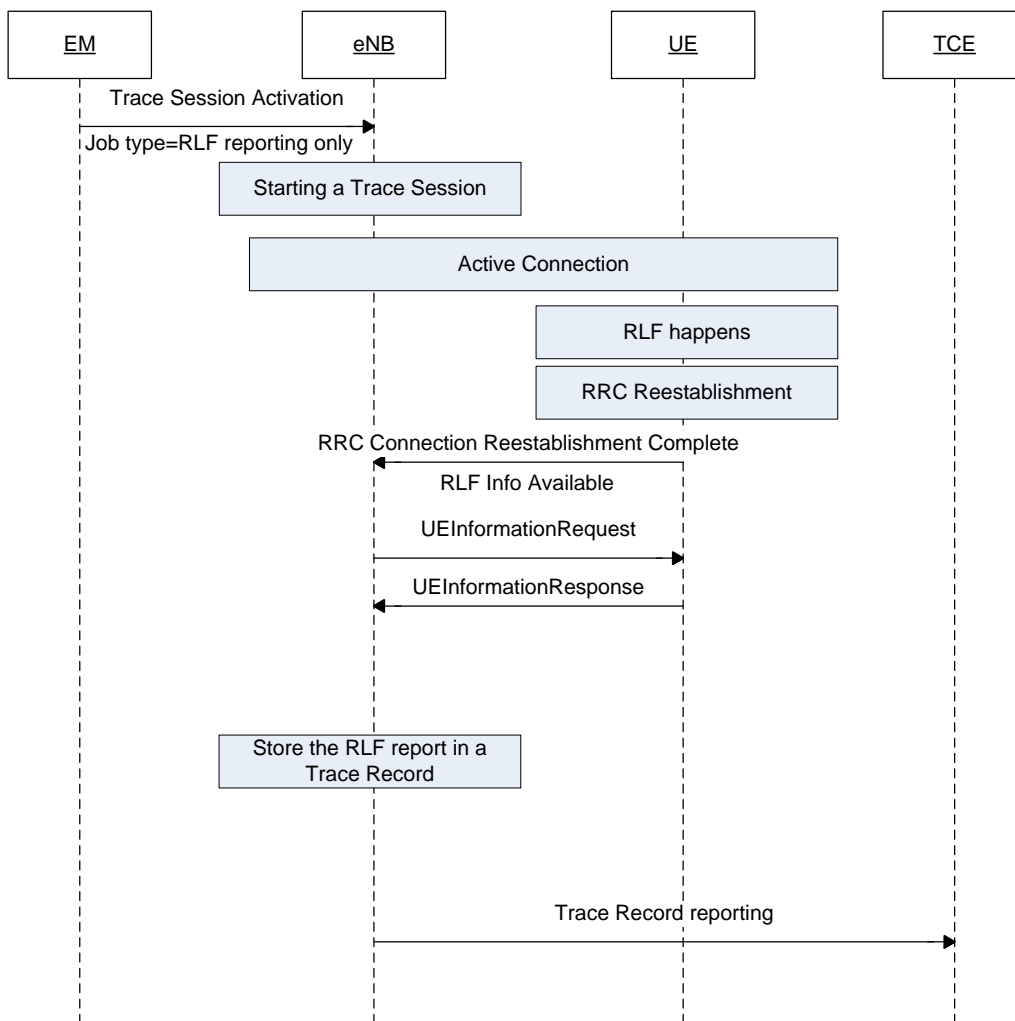 EM
eNB
UE
TCE
Trace Session Activation
Job type=RLF reporting only
Starting a Trace Session
Active Connection
RLF happens
RRC Reestablishment
RRC Connection Reestablishment Complete
RLF Info Available
UEInformationRequest
UEInformationResponse
Store the RLF report in a
Trace Record
Trace Record reporting